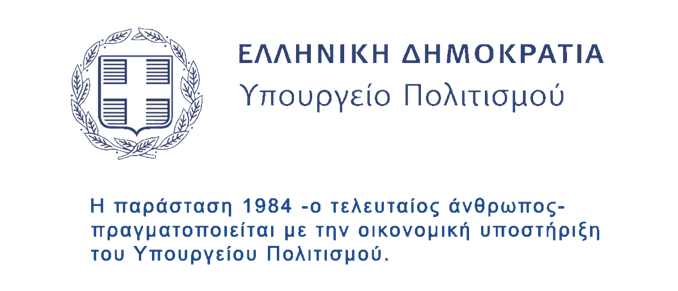 ΕΛΛΗΝΙΚΗ ΔΗΜΟΚΡΑΤΙΑ
Υπουργείο Πολιτισμού
Η παράσταση 1984 -ο τελευταίος άνθρωπος-
πραγματοποιείται με την οικονομική υποστήριξη
του Υπουργείου Πολιτισμού.